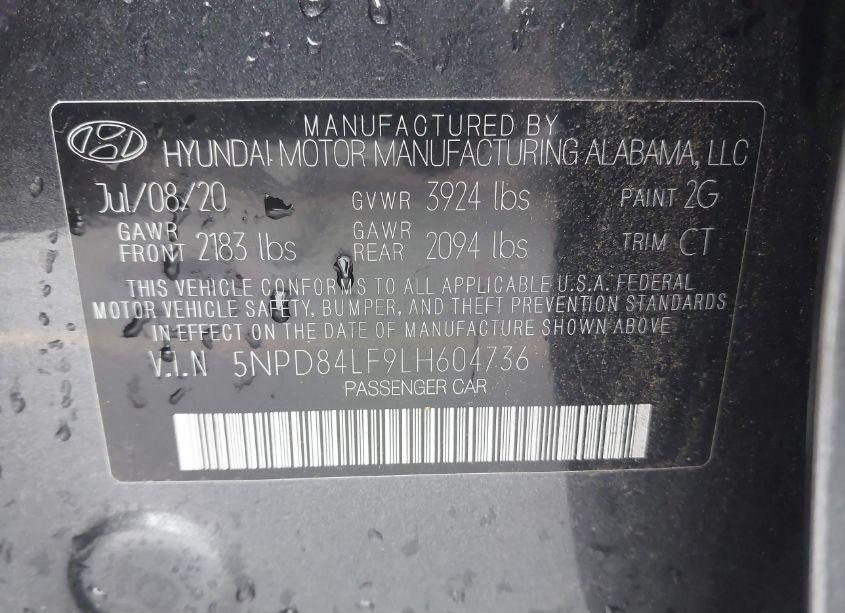 MANUFACTURED BY
HYUNDAI MOTOR MANUFACTURING ALABAMA, LLC
Jul/08/20 GVWR 3924 lbs PAINT 2G
GAWR FRONT 2183 lbs GAWR REAR 2094 lbs TRIM CT
THIS VEHICLE CONFORMS TO ALL APPLICABLE U.S.A. FEDERAL
MOTOR VEHICLE SAFETY, BUMPER, AND THEFT PREVENTION STANDARDS
IN EFFECT ON THE DATE OF MANUFACTURE SHOWN ABOVE
V.I.N 5NPD84LF9LH604736
PASSENGER CAR